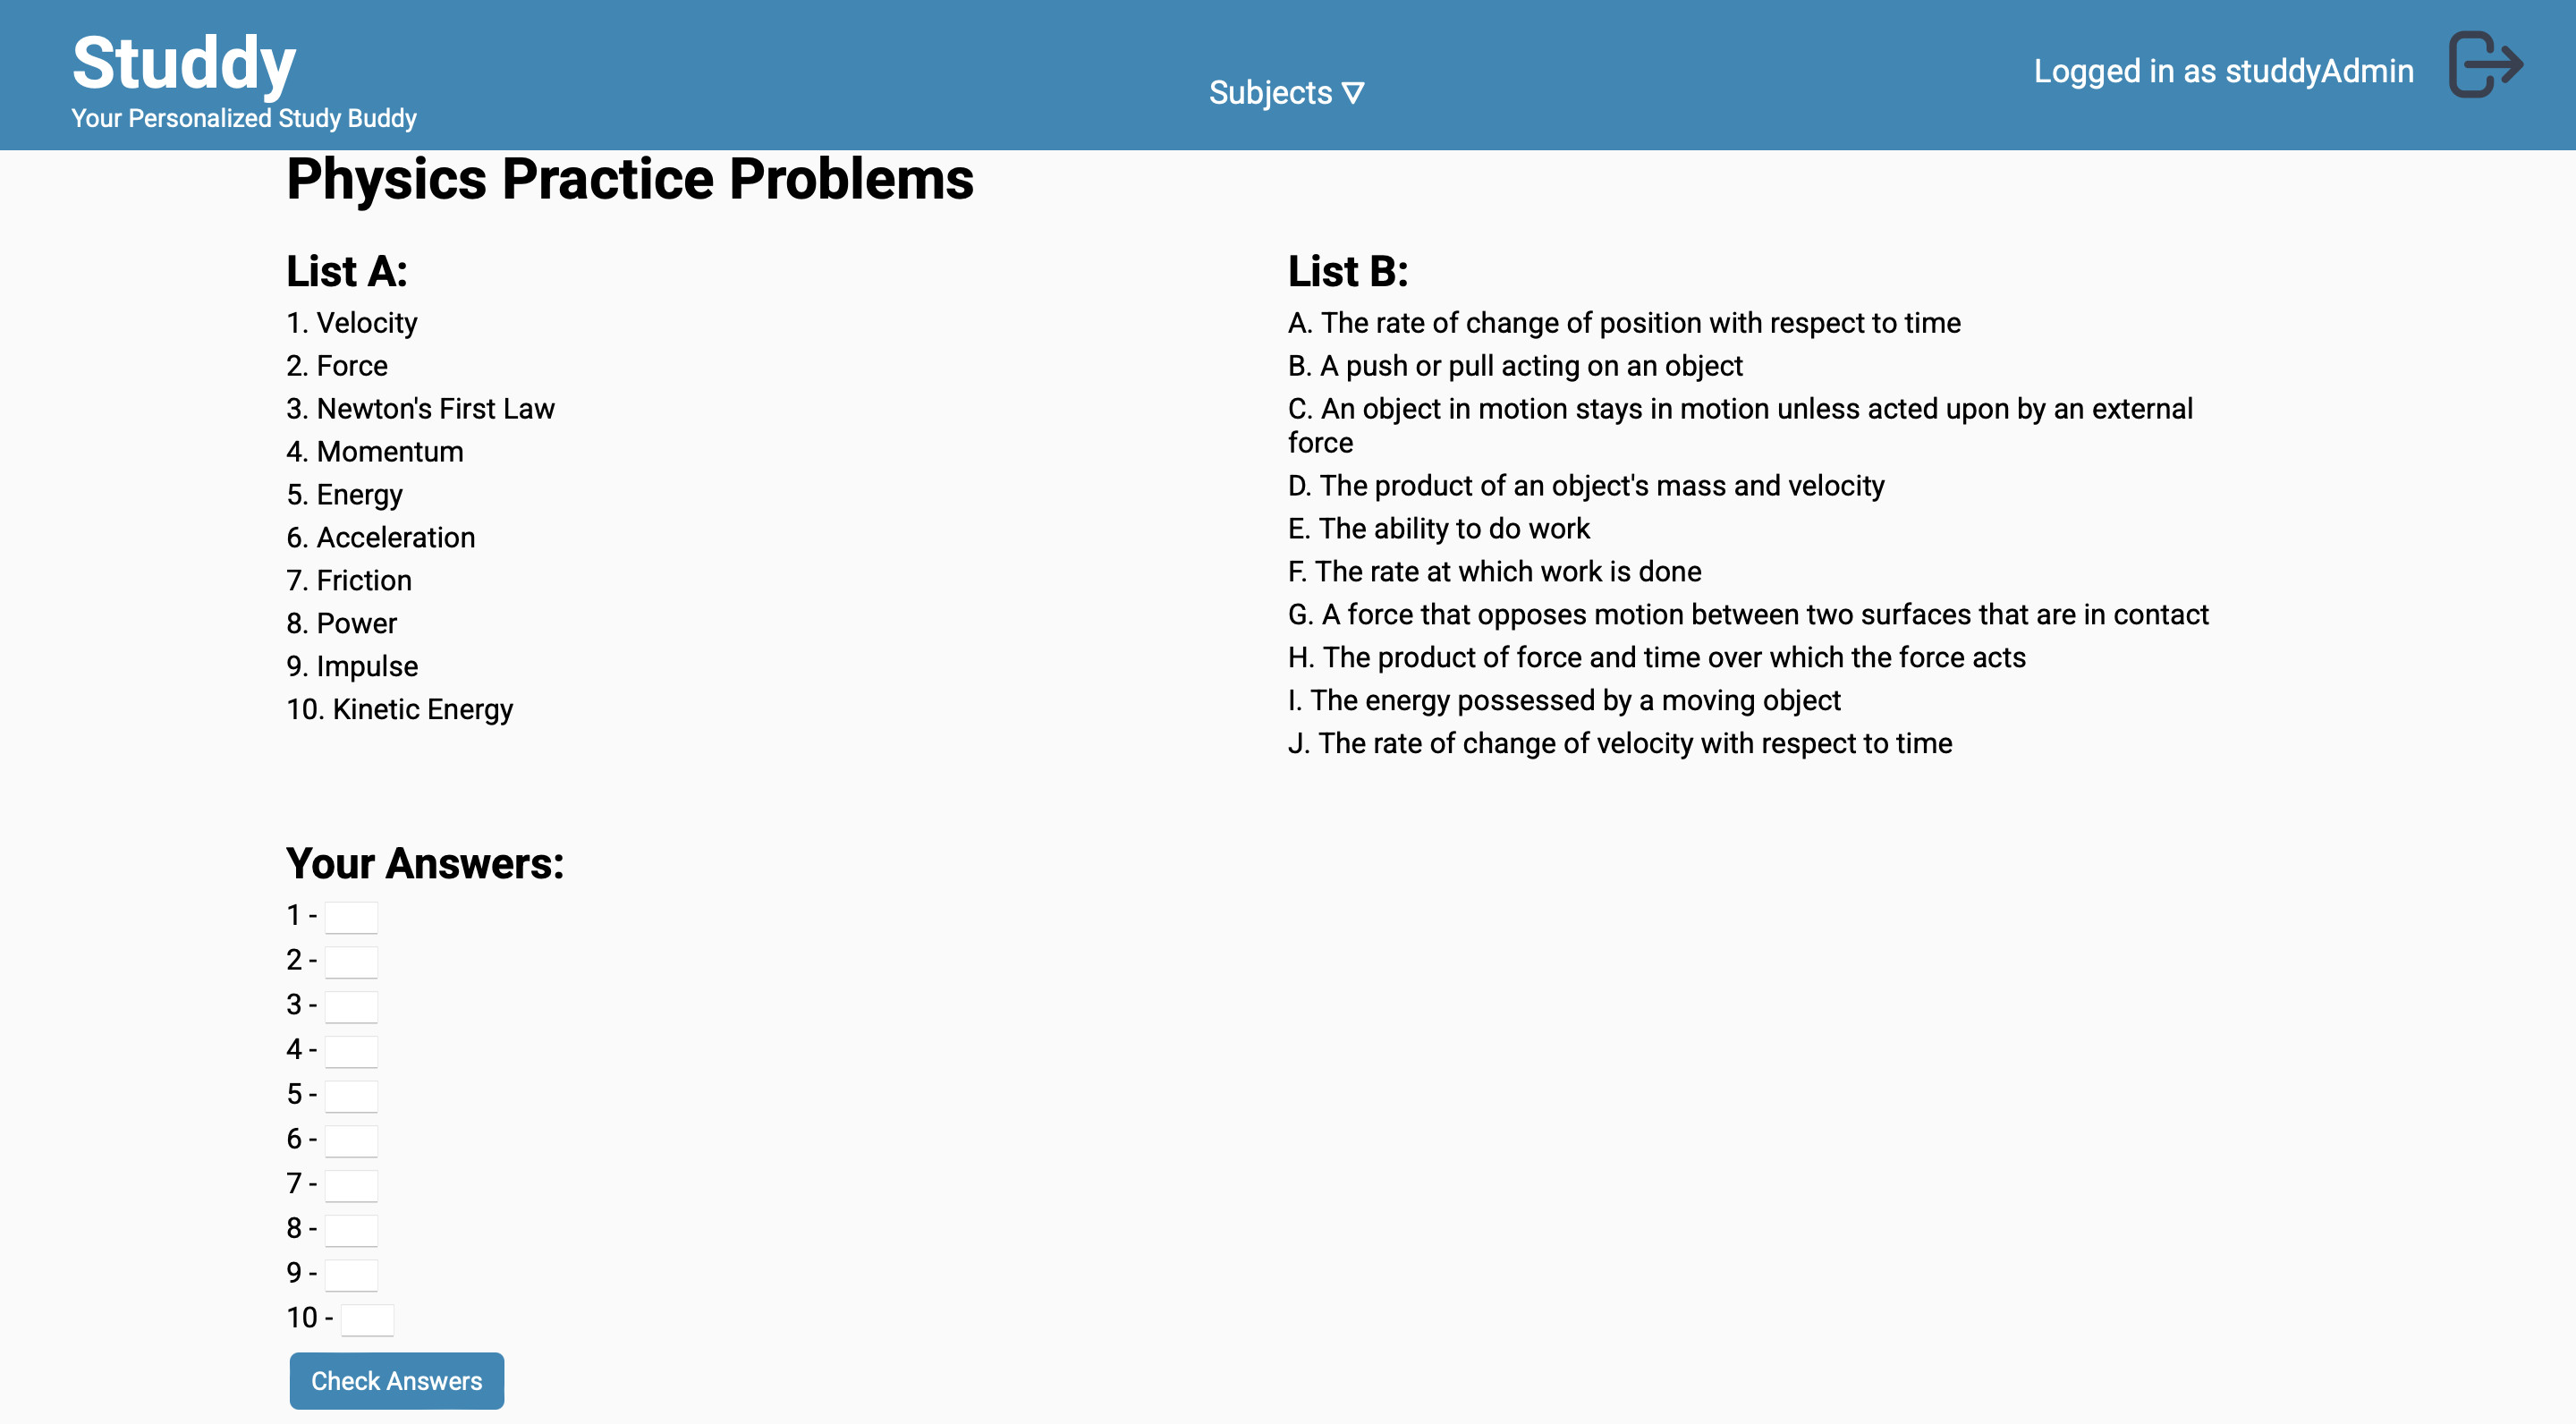 Studdy
Your Personalized Study Buddy
Subjects ▽
Logged in as studdyAdmin
Physics Practice Problems
List A:
1. Velocity
2. Force
3. Newton's First Law
4. Momentum
5. Energy
6. Acceleration
7. Friction
8. Power
9. Impulse
10. Kinetic Energy
List B:
A. The rate of change of position with respect to time
B. A push or pull acting on an object
C. An object in motion stays in motion unless acted upon by an external
force
D. The product of an object's mass and velocity
E. The ability to do work
F. The rate at which work is done
G. A force that opposes motion between two surfaces that are in contact
H. The product of force and time over which the force acts
I. The energy possessed by a moving object
J. The rate of change of velocity with respect to time
Your Answers:
1 -
2 -
3 -
4 -
5 -
6 -
7 -
8 -
9 -
10 -
Check Answers